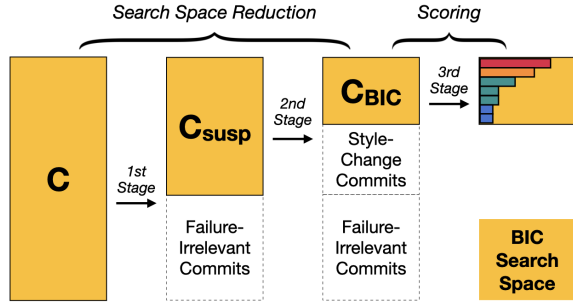 Search Space Reduction
Scoring
C
1st
Stage
Csusp
Failure-
Irrelevant
Commits
2nd
Stage
CBIC
Style-
Change
Commits
Failure-
Irrelevant
Commits
3rd
Stage
BIC
Search
Space